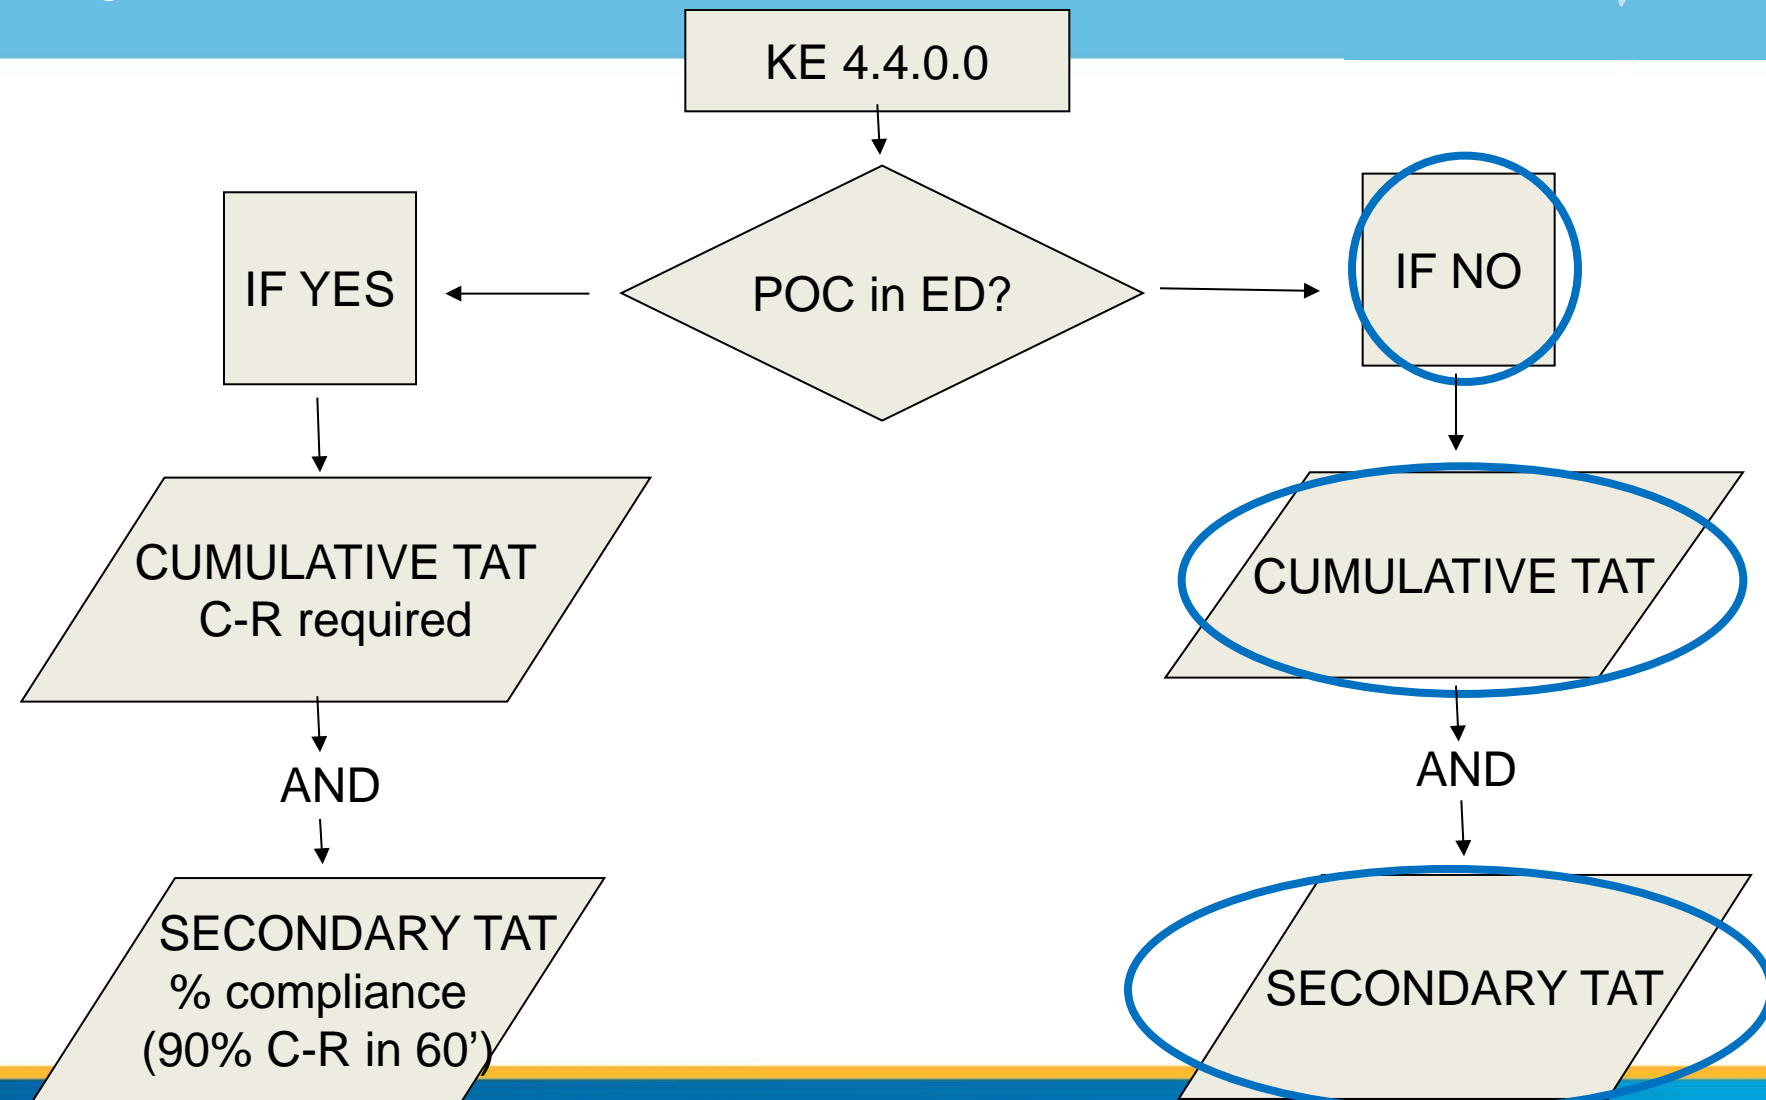 KE 4.4.0.0
POC in ED?
IF YES
IF NO
CUMULATIVE TAT
C-R required
AND
SECONDARY TAT
% compliance
(90% C-R in 60’)
CUMULATIVE TAT
AND
SECONDARY TAT